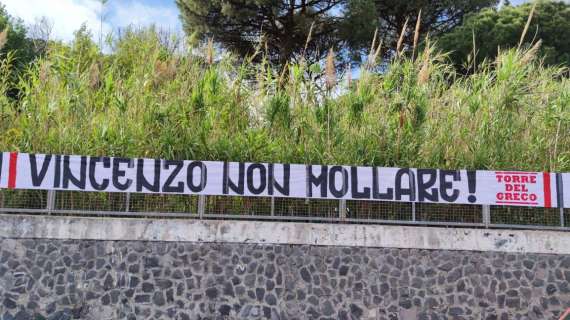 VINCENZO NON MOLLARE!
TORRE
DEL
GRECO